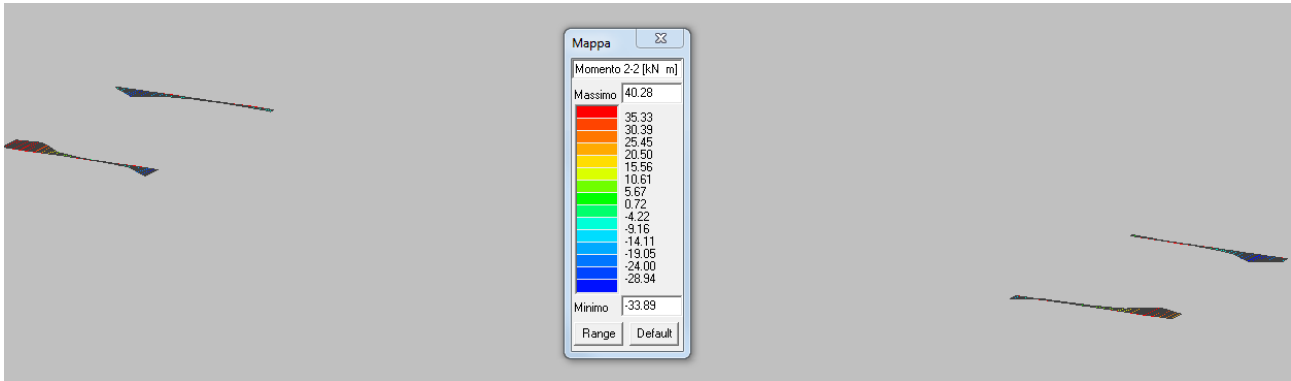 Mappa
Momento 2-2 [kN m]
Massimo 40.28
35.33
30.39
25.45
20.50
15.56
10.61
5.67
0.72
-4.22
-9.16
-14.11
-19.05
-24.00
-28.94
Minimo -33.89
Range Default